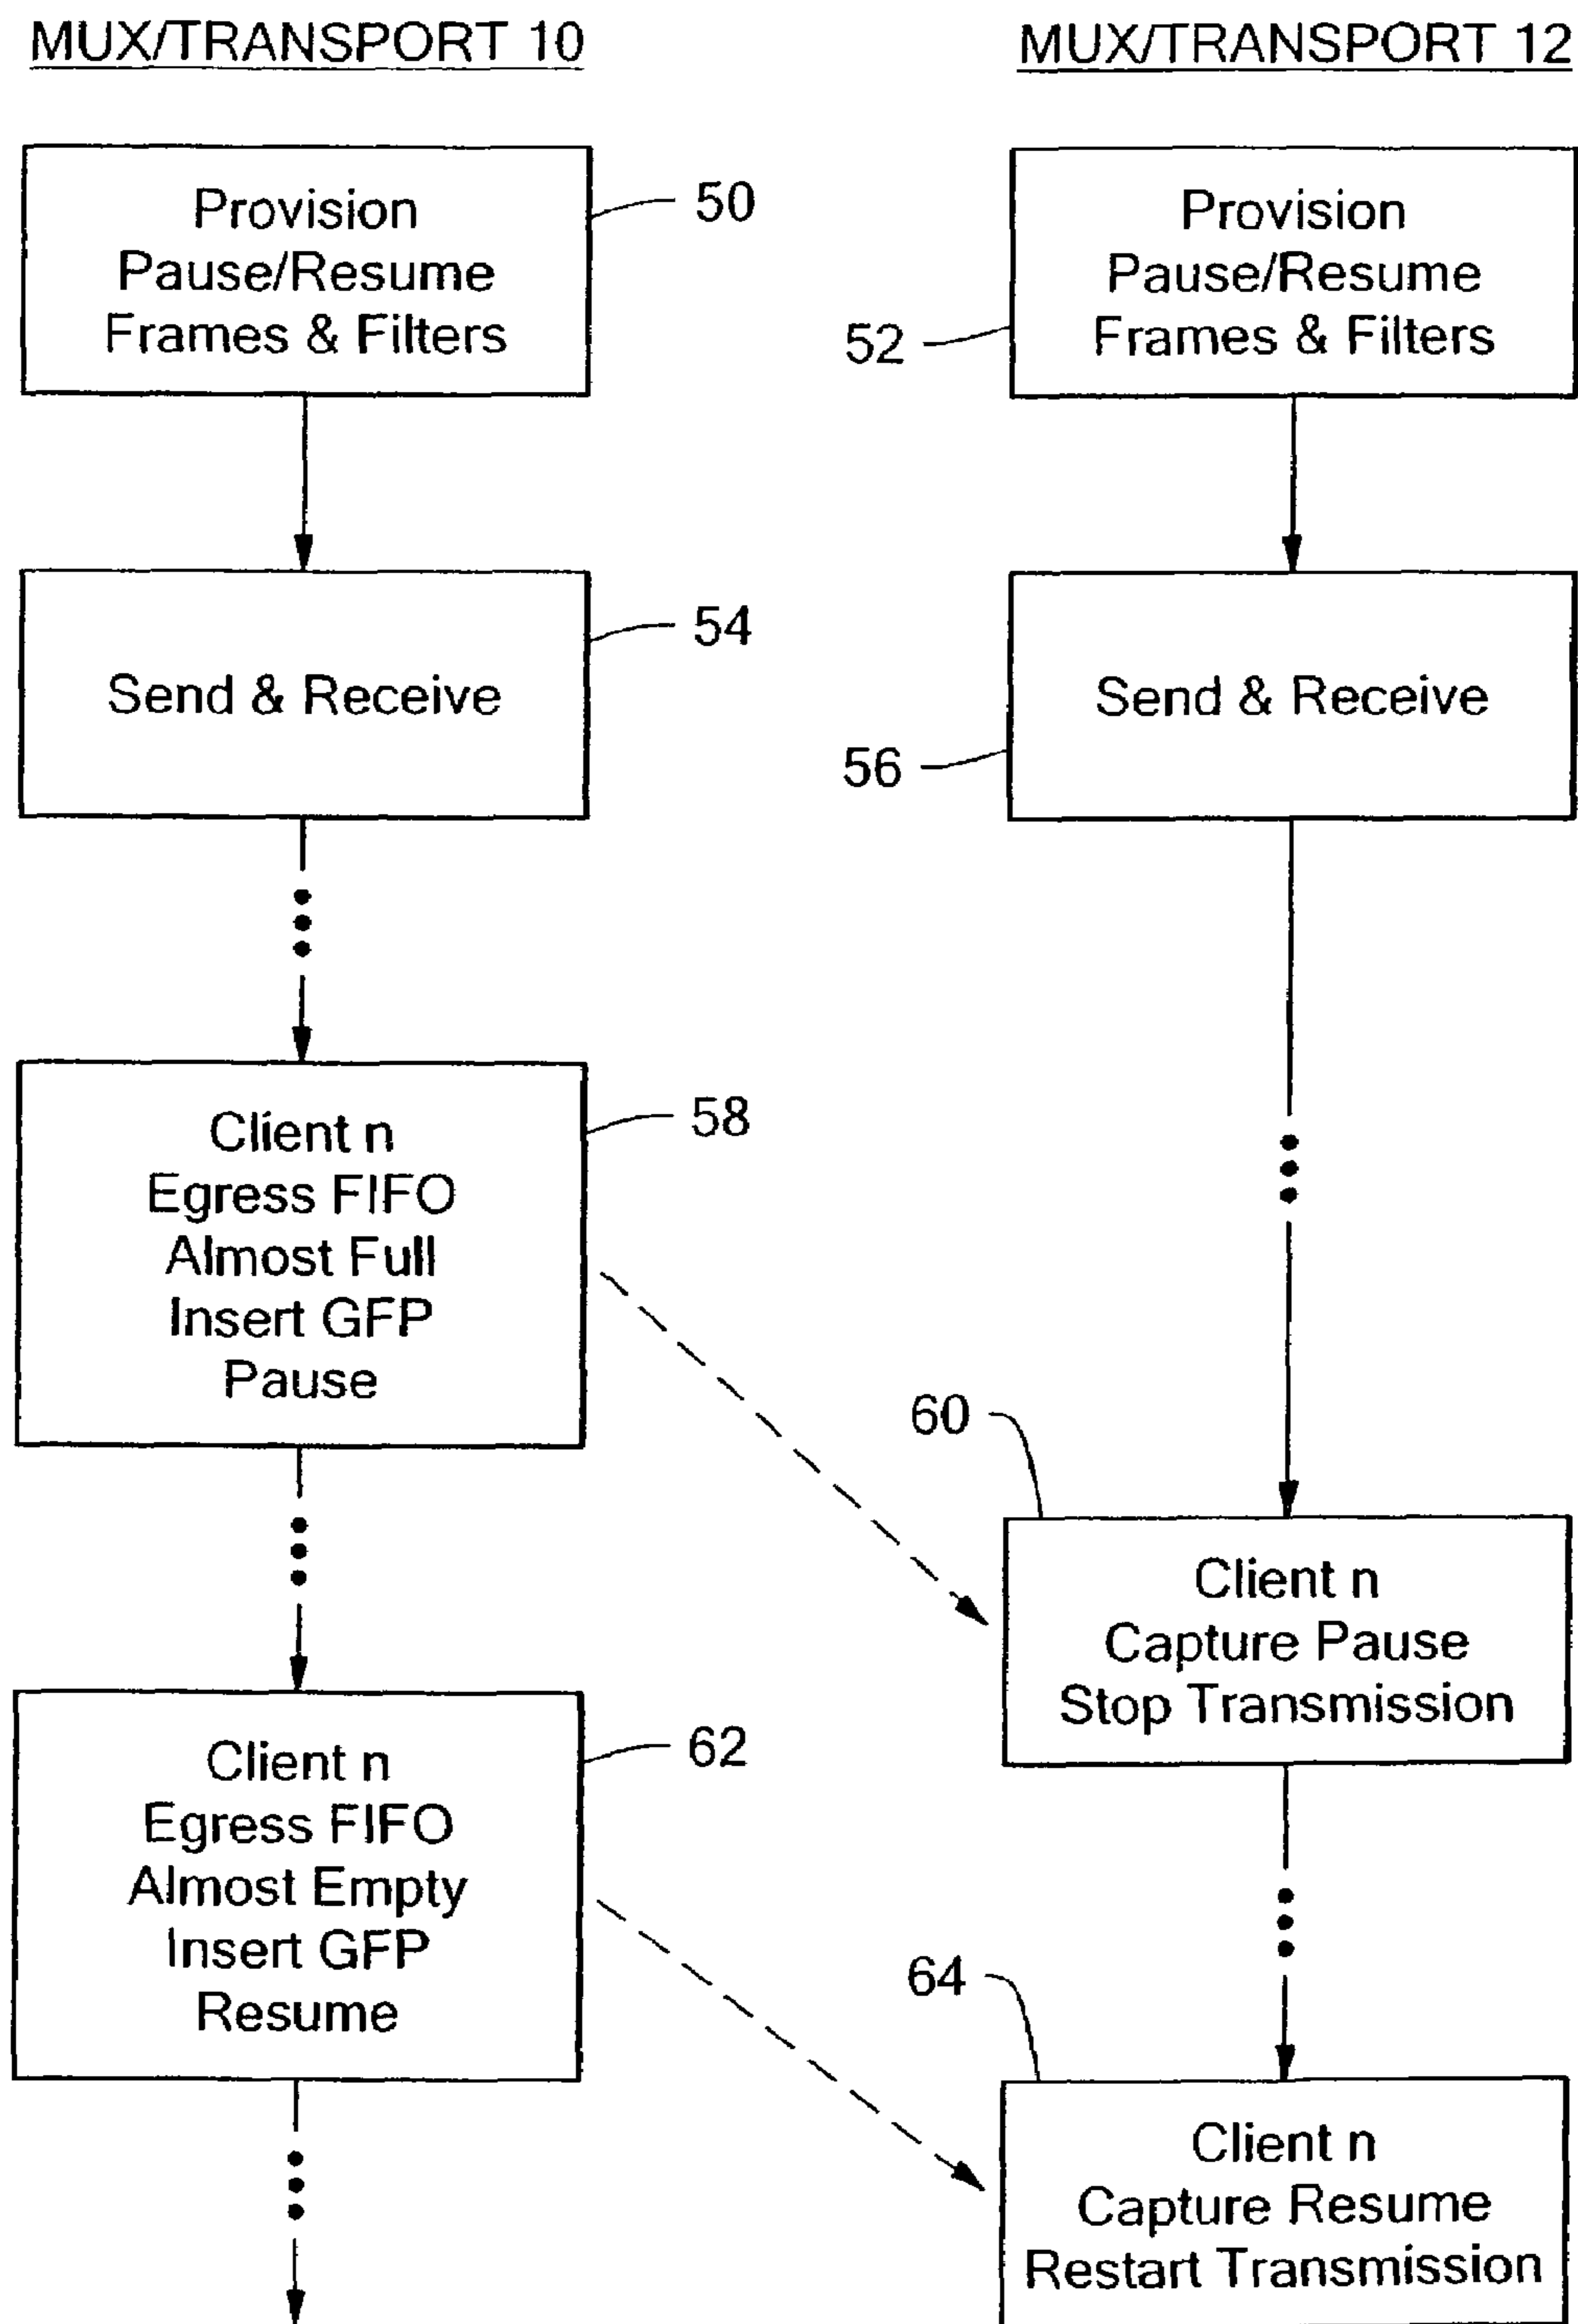 MUX/TRANSPORT 10
MUX/TRANSPORT 12
Provision
Pause/Resume
Frames & Filters
50
Provision
Pause/Resume
Frames & Filters
52
Send & Receive
54
Send & Receive
56
Client n
Egress FIFO
Almost Full
Insert GFP
Pause
58
60
Client n
Capture Pause
Stop Transmission
Client n
Egress FIFO
Almost Empty
Insert GFP
Resume
62
64
Client n
Capture Resume
Restart Transmission